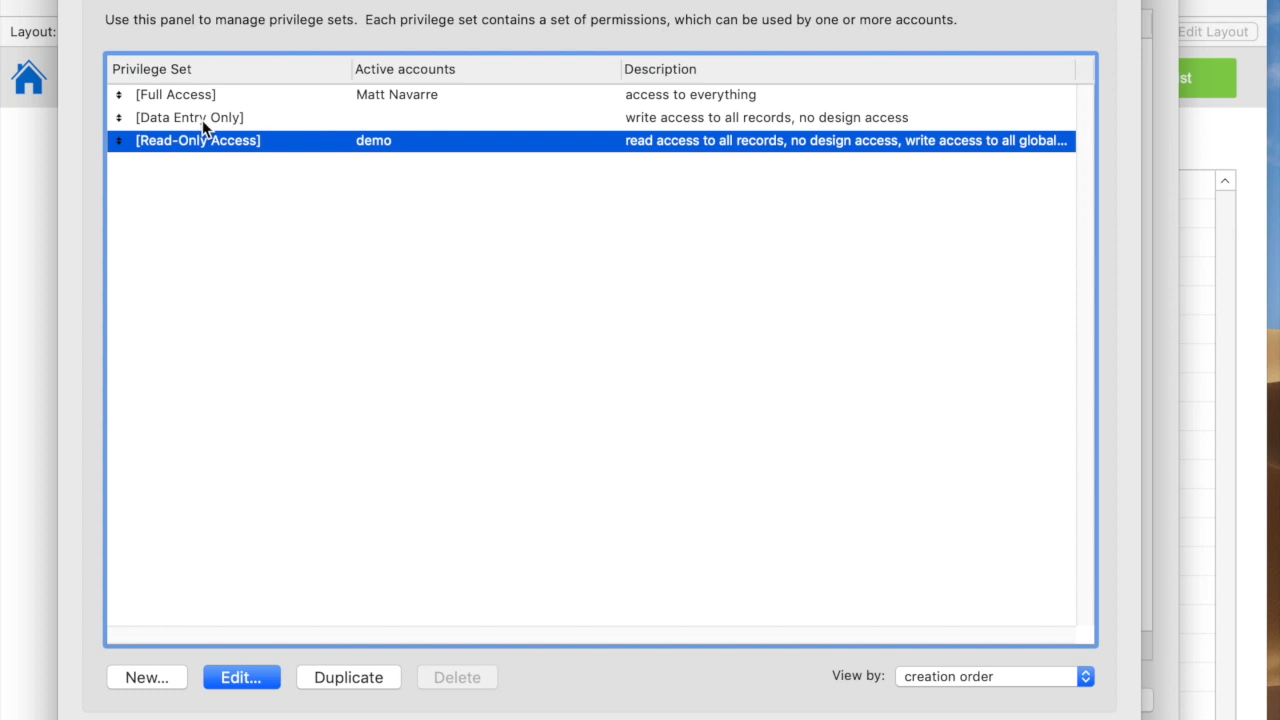 Use this panel to manage privilege sets. Each privilege set contains a set of permissions, which can be used by one or more accounts.
Layout:
Edit Layout
st
Privilege Set Active accounts Description
[Full Access] Matt Navarre access to everything
[Data Entry Only] write access to all records, no design access
[Read-Only Access] demo read access to all records, no design access, write access to all global...
New... Edit... Duplicate Delete View by: creation order